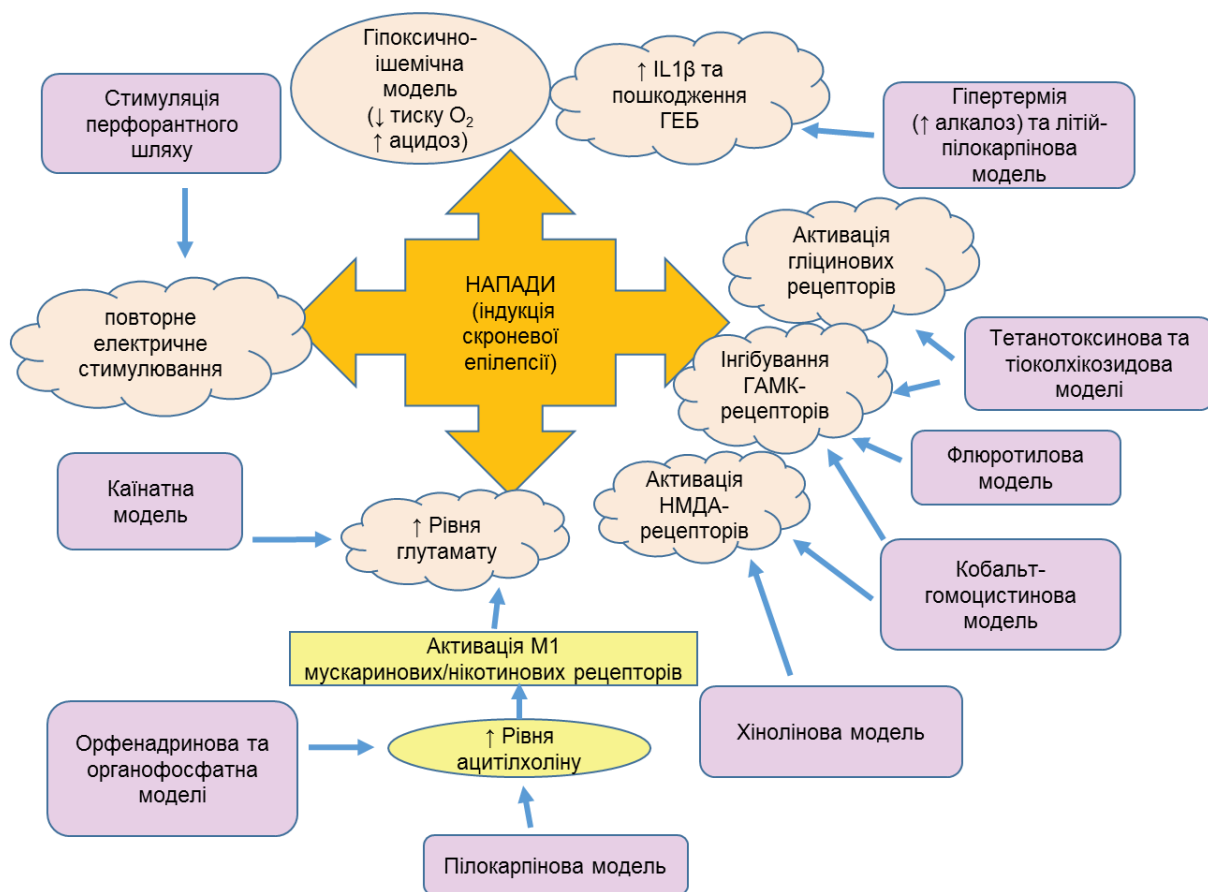 Гіпоксично-
ішемічна
модель
(↓ тиску O₂
↑ ацидоз)
↑ IL1β та
пошкодження
ГЕБ
Стимуляція
перфорантного
шляху
Гіпертермія
(↑ алкалоз) та літій-
пілокарпінова
модель
Активація
гліцинових
рецепторів
НАПАДИ
(індукція
скроневої
епілепсії)
повторне
електричне
стимулювання
Інгібування
ГАМК-
рецепторів
Тетанотоксинова та
тіоколхікозидова
моделі
Флюротилова
модель
Каїнатна
модель
Активація
НМДА-
рецепторів
↑ Рівня
глутамату
Кобальт-
гомоцистинова
модель
Активація М1
мускаринових/нікотинових рецепторів
Хінолінова модель
Орфенадринова та
органофосфатна
моделі
↑ Рівня
ацитілхоліну
Пілокарпінова модель